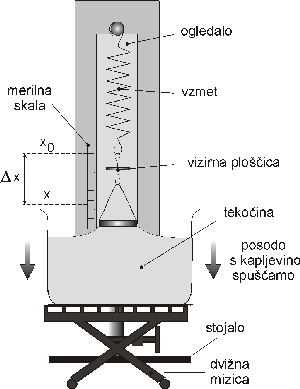 ogledalo
merilna
skala
vzmet
x₀
Δx
vizirna ploščica
x
tekočina
posodo
s kapljevino
spuščamo
stojalo
dvižna
mizica